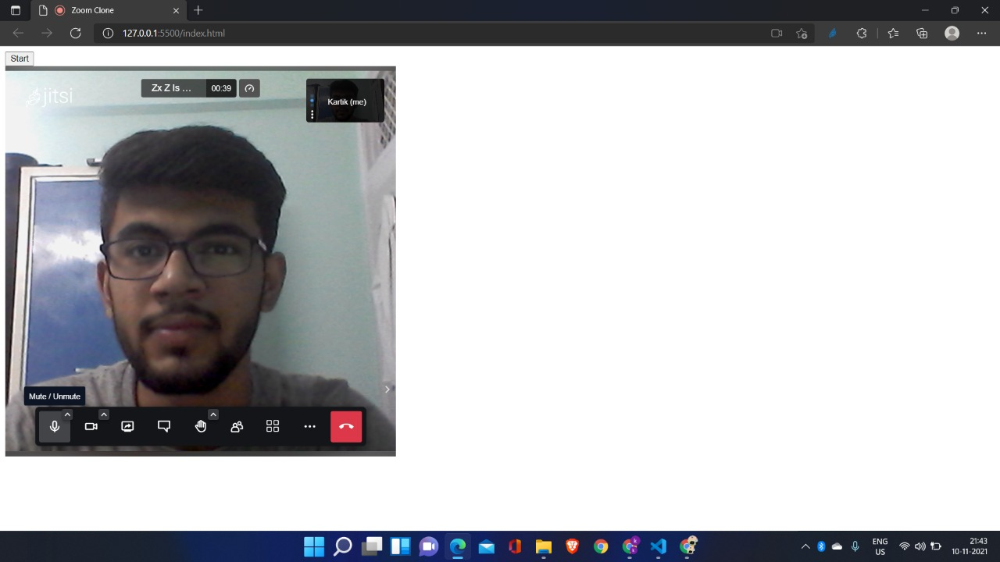 Zoom Clone
127.0.0.1:5500/index.html
Start
jitsi
Zx Z Is ...
00:39
Kartik (me)
Mute / Unmute
ENG
US
21:43
10-11-2021